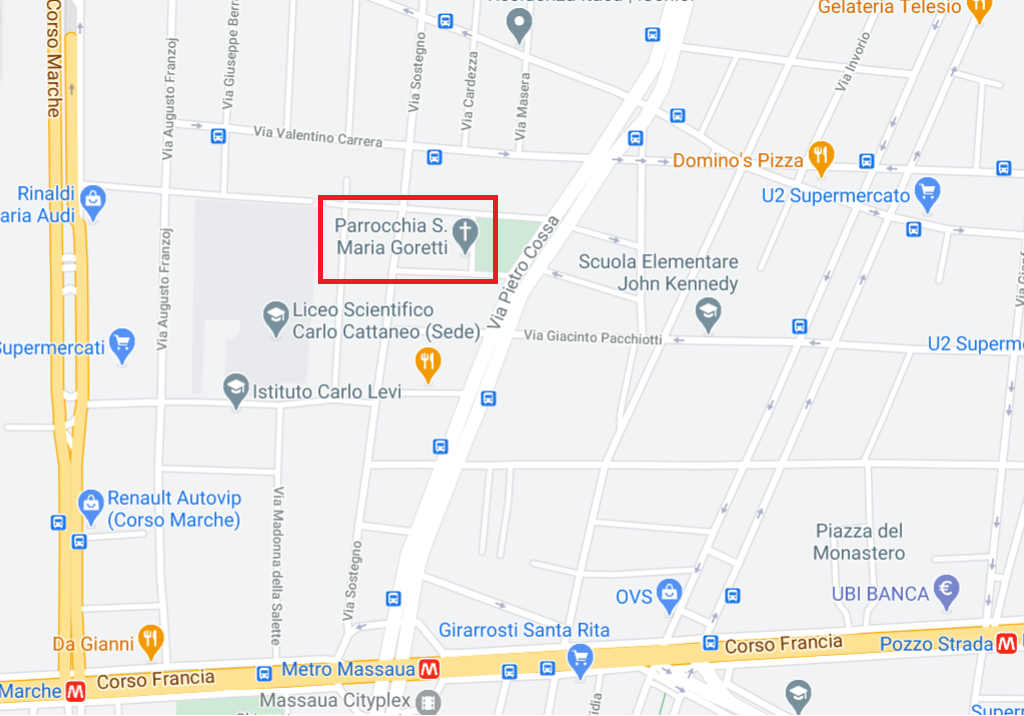 Gelateria Telesio
Corso Marche
Via Augusto Franzoj
Via Giuseppe Berr
Via Sostegno
Via Cardezza
Via Masera
Via Invorio
Via Valentino Carrera
Domino's Pizza
U2 Supermercato
Rinaldi
aria Audi
Parrocchia S.
Maria Goretti
Via Pietro Cossa
Via Augusto Franzoj
Scuola Elementare
John Kennedy
Liceo Scientifico
Carlo Cattaneo (Sede)
Via Giacinto Pacchiotti
Supermercati
U2 Superme
Istituto Carlo Levi
Renault Autovip
(Corso Marche)
Via Madonna della Salette
Via Sostegno
Piazza del
Monastero
OVS
UBI BANCA
€
Da Gianni
Girarrosti Santa Rita
Corso Francia
Pozzo Strada
M
Metro Massaua
M
Corso Francia
Marche
M
Massaua Cityplex
Superm